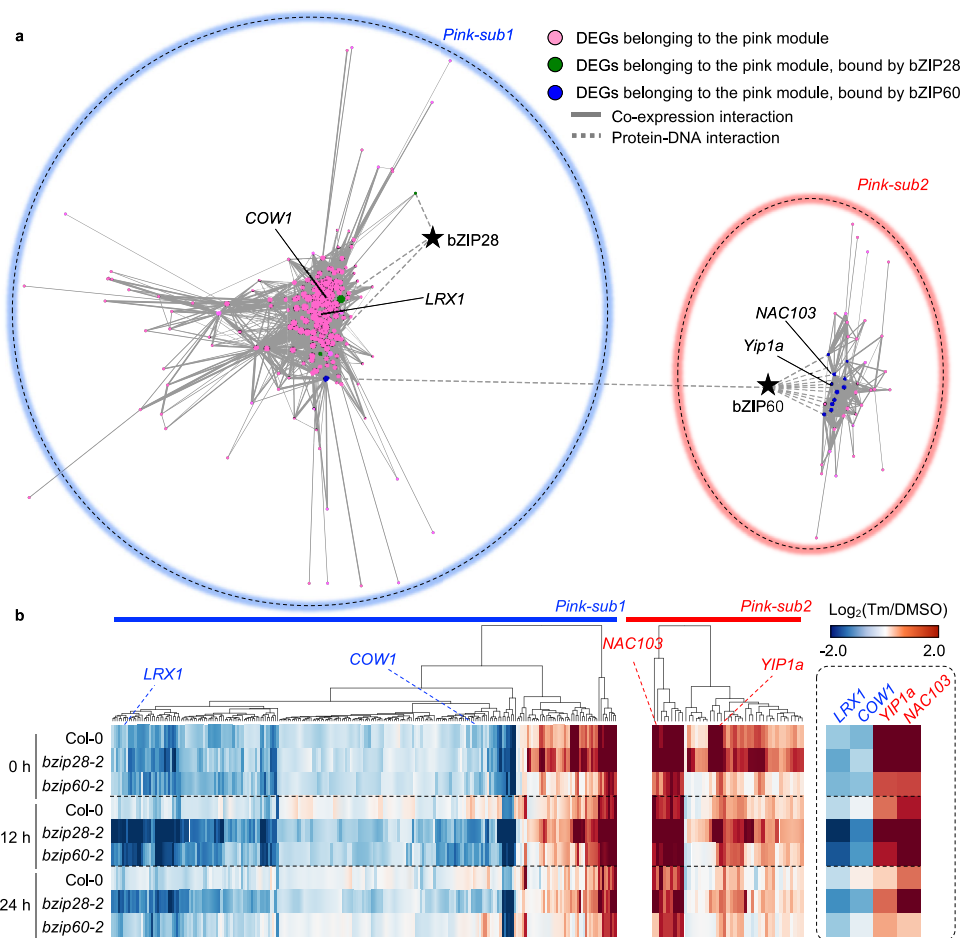 a
Pink-sub1
DEGs belonging to the pink module
DEGs belonging to the pink module, bound by bZIP28
DEGs belonging to the pink module, bound by bZIP60
Co-expression interaction
Protein-DNA interaction
Pink-sub2
COW1
bZIP28
LRX1
NAC103
Yip1a
bZIP60
b
Pink-sub1
Pink-sub2
Log2(Tm/DMSO)
-2.0 2.0
LRX1
COW1
NAC103
YIP1a
LRX1
COW1
YIP1a
NAC103
0 h
Col-0
bzip28-2
bzip60-2
12 h
Col-0
bzip28-2
bzip60-2
24 h
Col-0
bzip28-2
bzip60-2